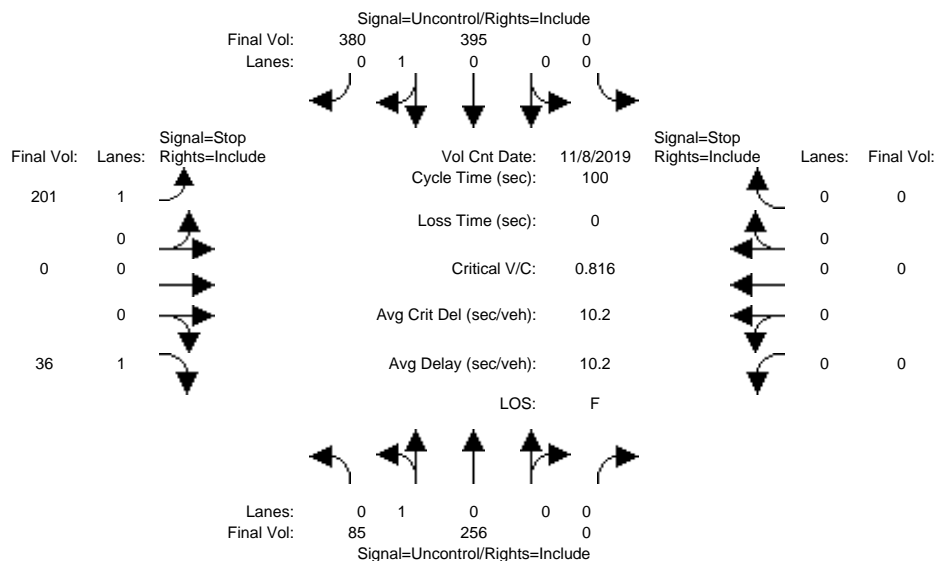 Signal=Uncontrol/Rights=Include
Final Vol: 380 395 0
Lanes: 0 1 0 0 0
Signal=Stop Signal=Stop
Final Vol: Lanes: Rights=Include Vol Cnt Date: 11/8/2019 Rights=Include Lanes: Final Vol:
Cycle Time (sec): 100
201 1 0 0
Loss Time (sec): 0
0 0
0 0 Critical V/C: 0.816 0 0
0 Avg Crit Del (sec/veh): 10.2 0
36 1 Avg Delay (sec/veh): 10.2 0 0
LOS: F
Lanes: 0 1 0 0 0
Final Vol: 85 256 0
Signal=Uncontrol/Rights=Include